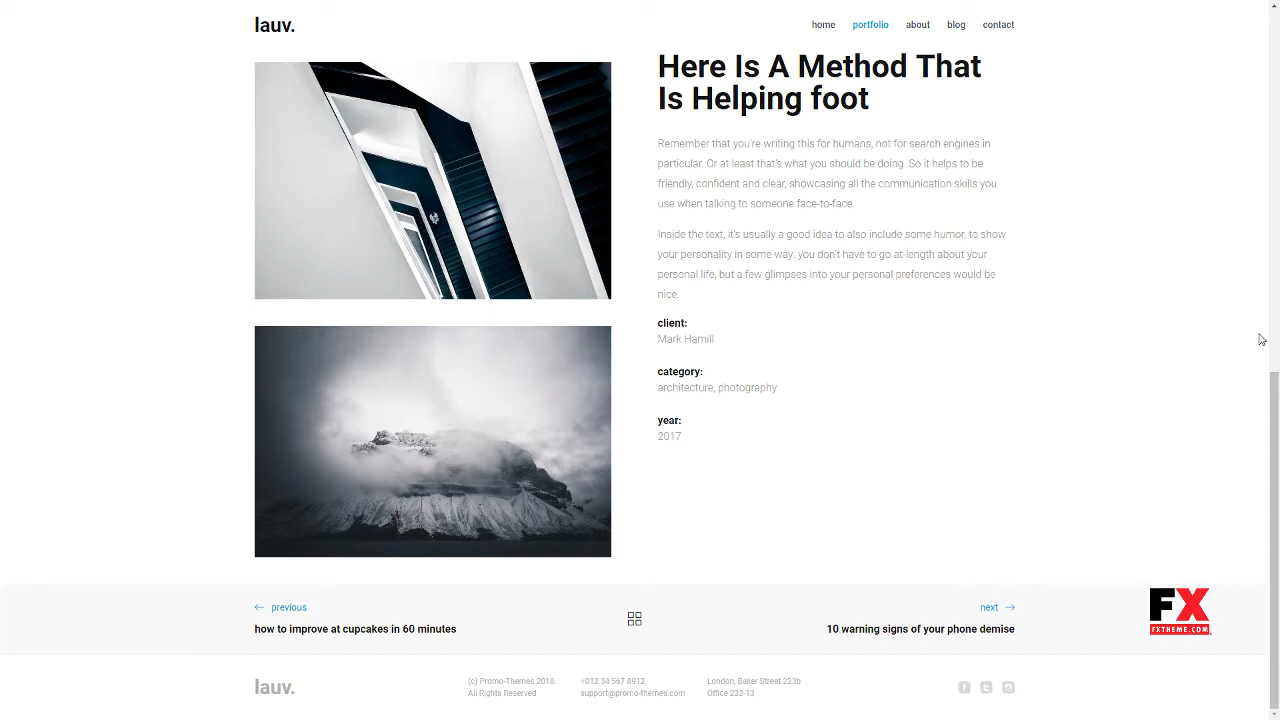 lauv.
home portfolio about blog contact
Here Is A Method That
Is Helping foot
Remember that you're writing this for humans, not for search engines in
particular. Or at least that's what you should be doing. So it helps to be
friendly, confident and clear, showcasing all the communication skills you
use when talking to someone face-to-face.
Inside the text, it's usually a good idea to also include some humor, to show
your personality in some way. you don't have to go at-length about your
personal life, but a few glimpses into your personal preferences would be
nice.
client:
Mark Hamill
category:
architecture, photography
year:
2017
previous
how to improve at cupcakes in 60 minutes
next
10 warning signs of your phone demise
FX
FXTHEME.COM
lauv.
(c) Promo-Themes 2018.
All Rights Reserved
+012 34 567 8912
support@promo-themes.com
London, Baker Street 223b
Office 232-13